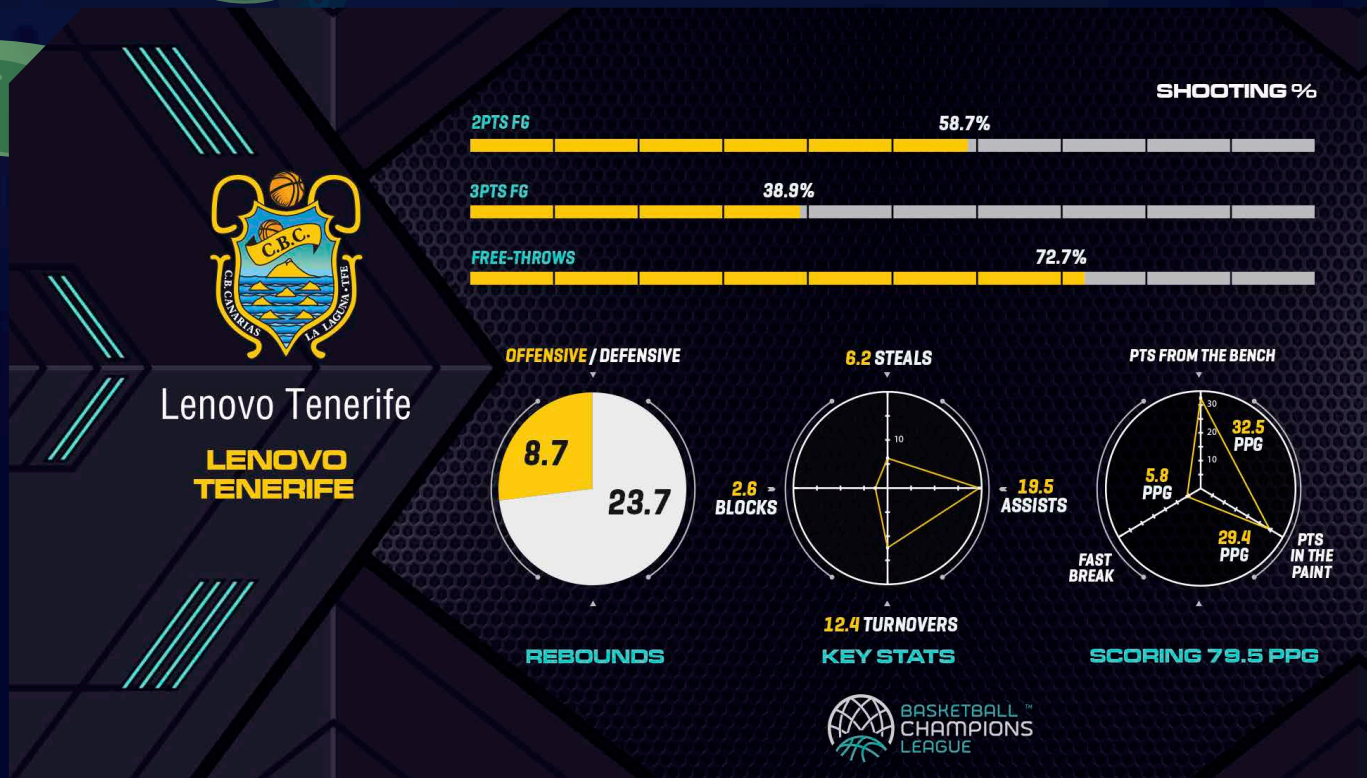 SHOOTING %
2PTS FG
58.7%
3PTS FG
38.9%
FREE-THROWS
72.7%
C.B.C.
C.B. CANARIAS
LA LAGUNA • TFE
Lenovo Tenerife
LENOVO
TENERIFE
OFFENSIVE / DEFENSIVE
8.7
23.7
REBOUNDS
6.2 STEALS
10
2.6
BLOCKS
19.5
ASSISTS
12.4 TURNOVERS
KEY STATS
PTS FROM THE BENCH
30
20
10
32.5
PPG
5.8
PPG
29.4
PPG
FAST
BREAK
PTS
IN THE
PAINT
SCORING 79.5 PPG
BASKETBALL ™
CHAMPIONS
LEAGUE